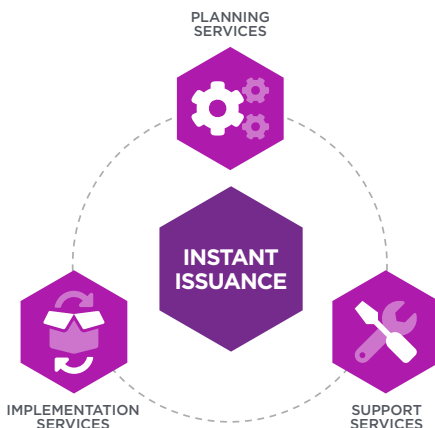 PLANNING
SERVICES
INSTANT
ISSUANCE
IMPLEMENTATION
SERVICES
SUPPORT
SERVICES